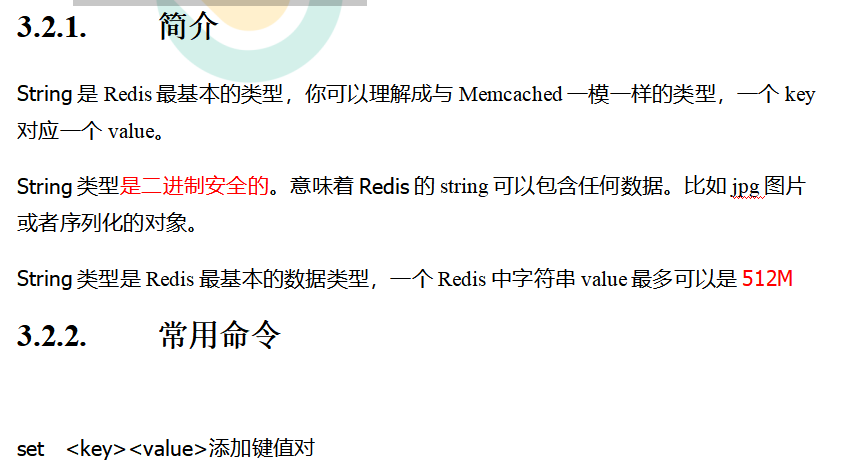 3.2.1. 简介
String 是 Redis 最基本的类型，你可以理解成与 Memcached 一模一样的类型，一个 key
对应一个 value。
String 类型是二进制安全的。意味着 Redis 的 string 可以包含任何数据。比如 jpg 图片
或者序列化的对象。
String 类型是 Redis 最基本的数据类型，一个 Redis 中字符串 value 最多可以是 512M
3.2.2. 常用命令
set <key><value>添加键值对